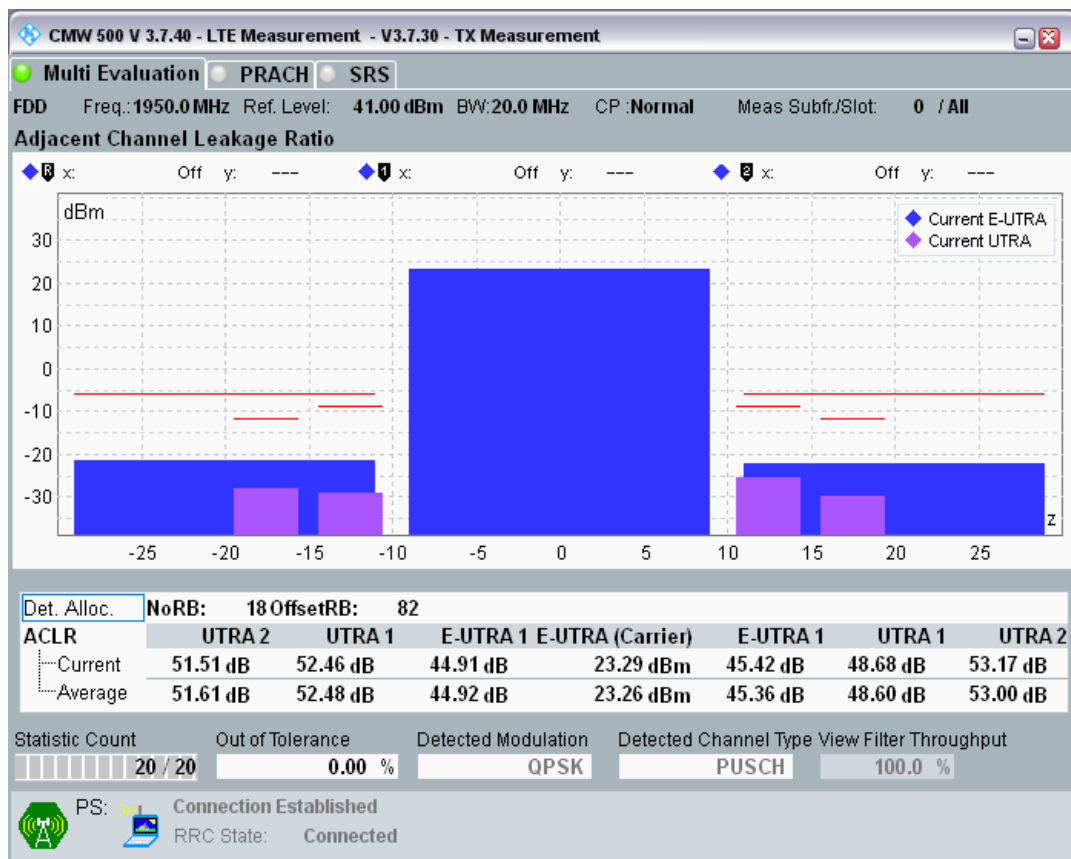 CMW 500 V 3.7.40 - LTE Measurement - V3.7.30 - TX Measurement
Multi Evaluation PRACH SRS
FDD Freq.:1950.0 MHz Ref. Level: 41.00 dBm BW:20.0 MHz CP :Normal Meas Subfr./Slot: 0 / All
Adjacent Channel Leakage Ratio
R x: Off y: --- 1 x: Off y: --- 2 x: Off y: ---
dBm
Current E-UTRA
Current UTRA
30
20
10
0
-10
-20
-30
z
-25 -20 -15 -10 -5 0 5 10 15 20 25
Det. Alloc. NoRB: 18 OffsetRB: 82
ACLR UTRA 2 UTRA 1 E-UTRA 1 E-UTRA (Carrier) E-UTRA 1 UTRA 1 UTRA 2
Current 51.51 dB 52.46 dB 44.91 dB 23.29 dBm 45.42 dB 48.68 dB 53.17 dB
Average 51.61 dB 52.48 dB 44.92 dB 23.26 dBm 45.36 dB 48.60 dB 53.00 dB
Statistic Count Out of Tolerance Detected Modulation Detected Channel Type View Filter Throughput
20 / 20 0.00 % QPSK PUSCH 100.0 %
PS: Connection Established
RRC State: Connected